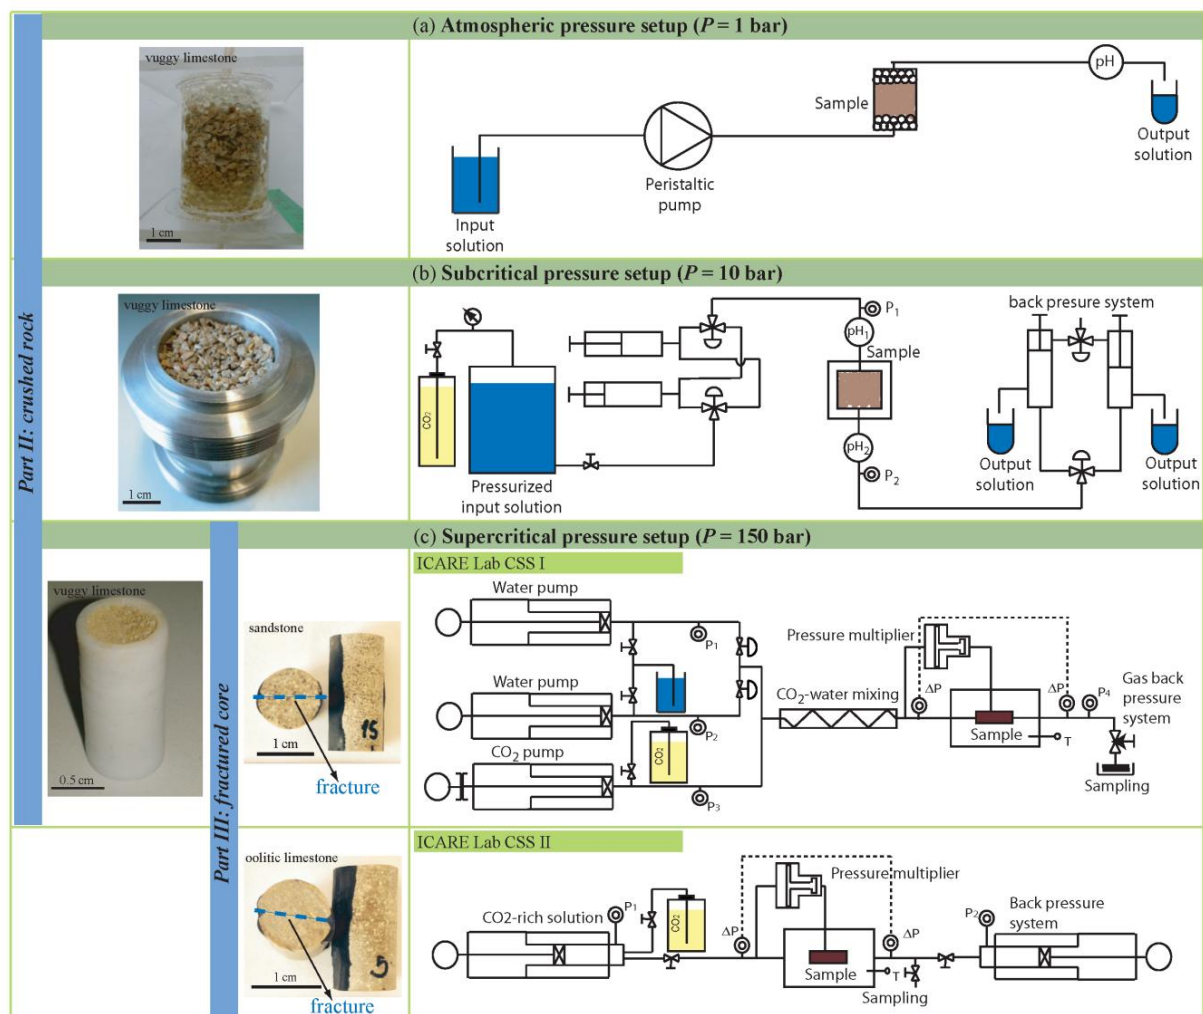 (a) Atmospheric pressure setup (P = 1 bar)
vuggy limestone
1 cm
Input
solution
Peristaltic
pump
Sample
pH
Output
solution
Part II: crushed rock
(b) Subcritical pressure setup (P = 10 bar)
vuggy limestone
1 cm
CO2
Pressurized
input solution
P1
pH1
Sample
pH2
P2
back presure system
Output
solution
Output
solution
(c) Supercritical pressure setup (P = 150 bar)
vuggy limestone
0.5 cm
Part III: fractured core
sandstone
15
1 cm
fracture
ICARE Lab CSS I
Water pump
P1
Water pump
P2
CO2
CO2 pump
P3
CO2-water mixing
Pressure multiplier
ΔP
Sample
T
ΔP
P4
Gas back
pressure
system
Sampling
oolitic limestone
5
1 cm
fracture
ICARE Lab CSS II
CO2-rich solution
P1
CO2
ΔP
Pressure multiplier
Sample
T
ΔP
Sampling
P2
Back pressure
system